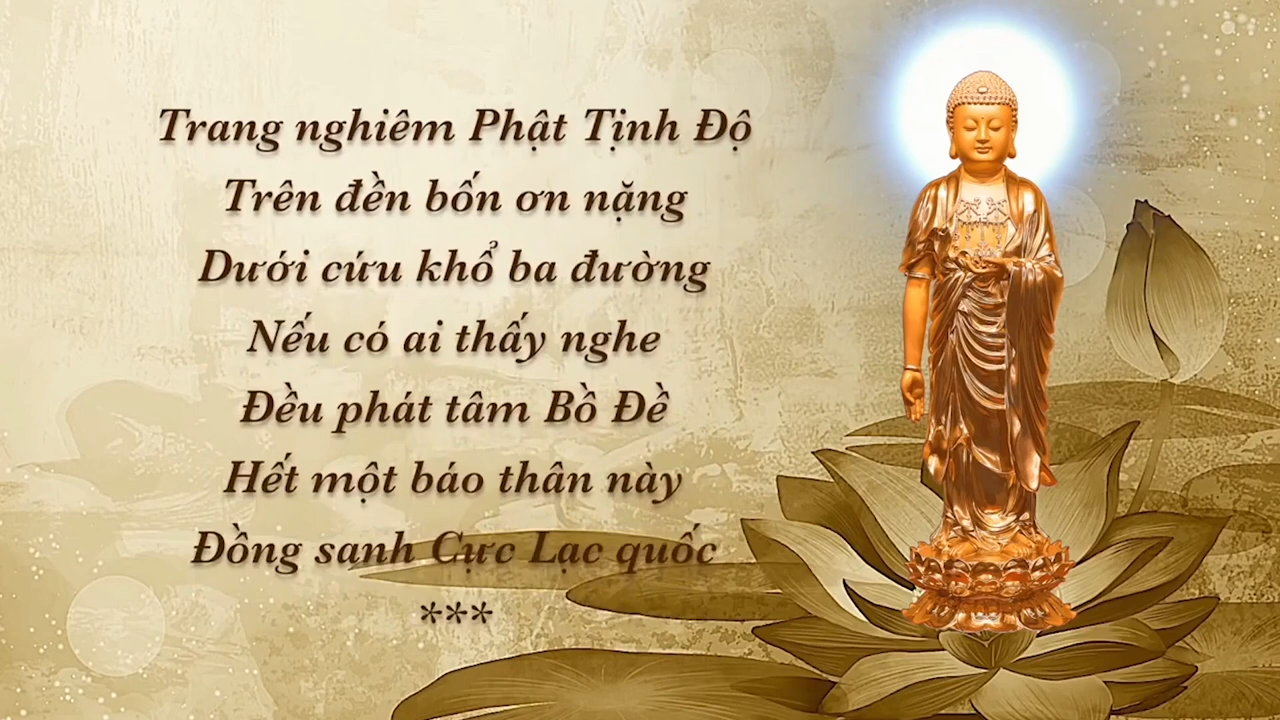 Trang nghiêm Phật Tịnh Độ
Trên đền bốn ơn nặng
Dưới cứu khổ ba đường
Nếu có ai thấy nghe
Đều phát tâm Bồ Đề
Hết một báo thân này
Đồng sanh Cực Lạc quốc
***